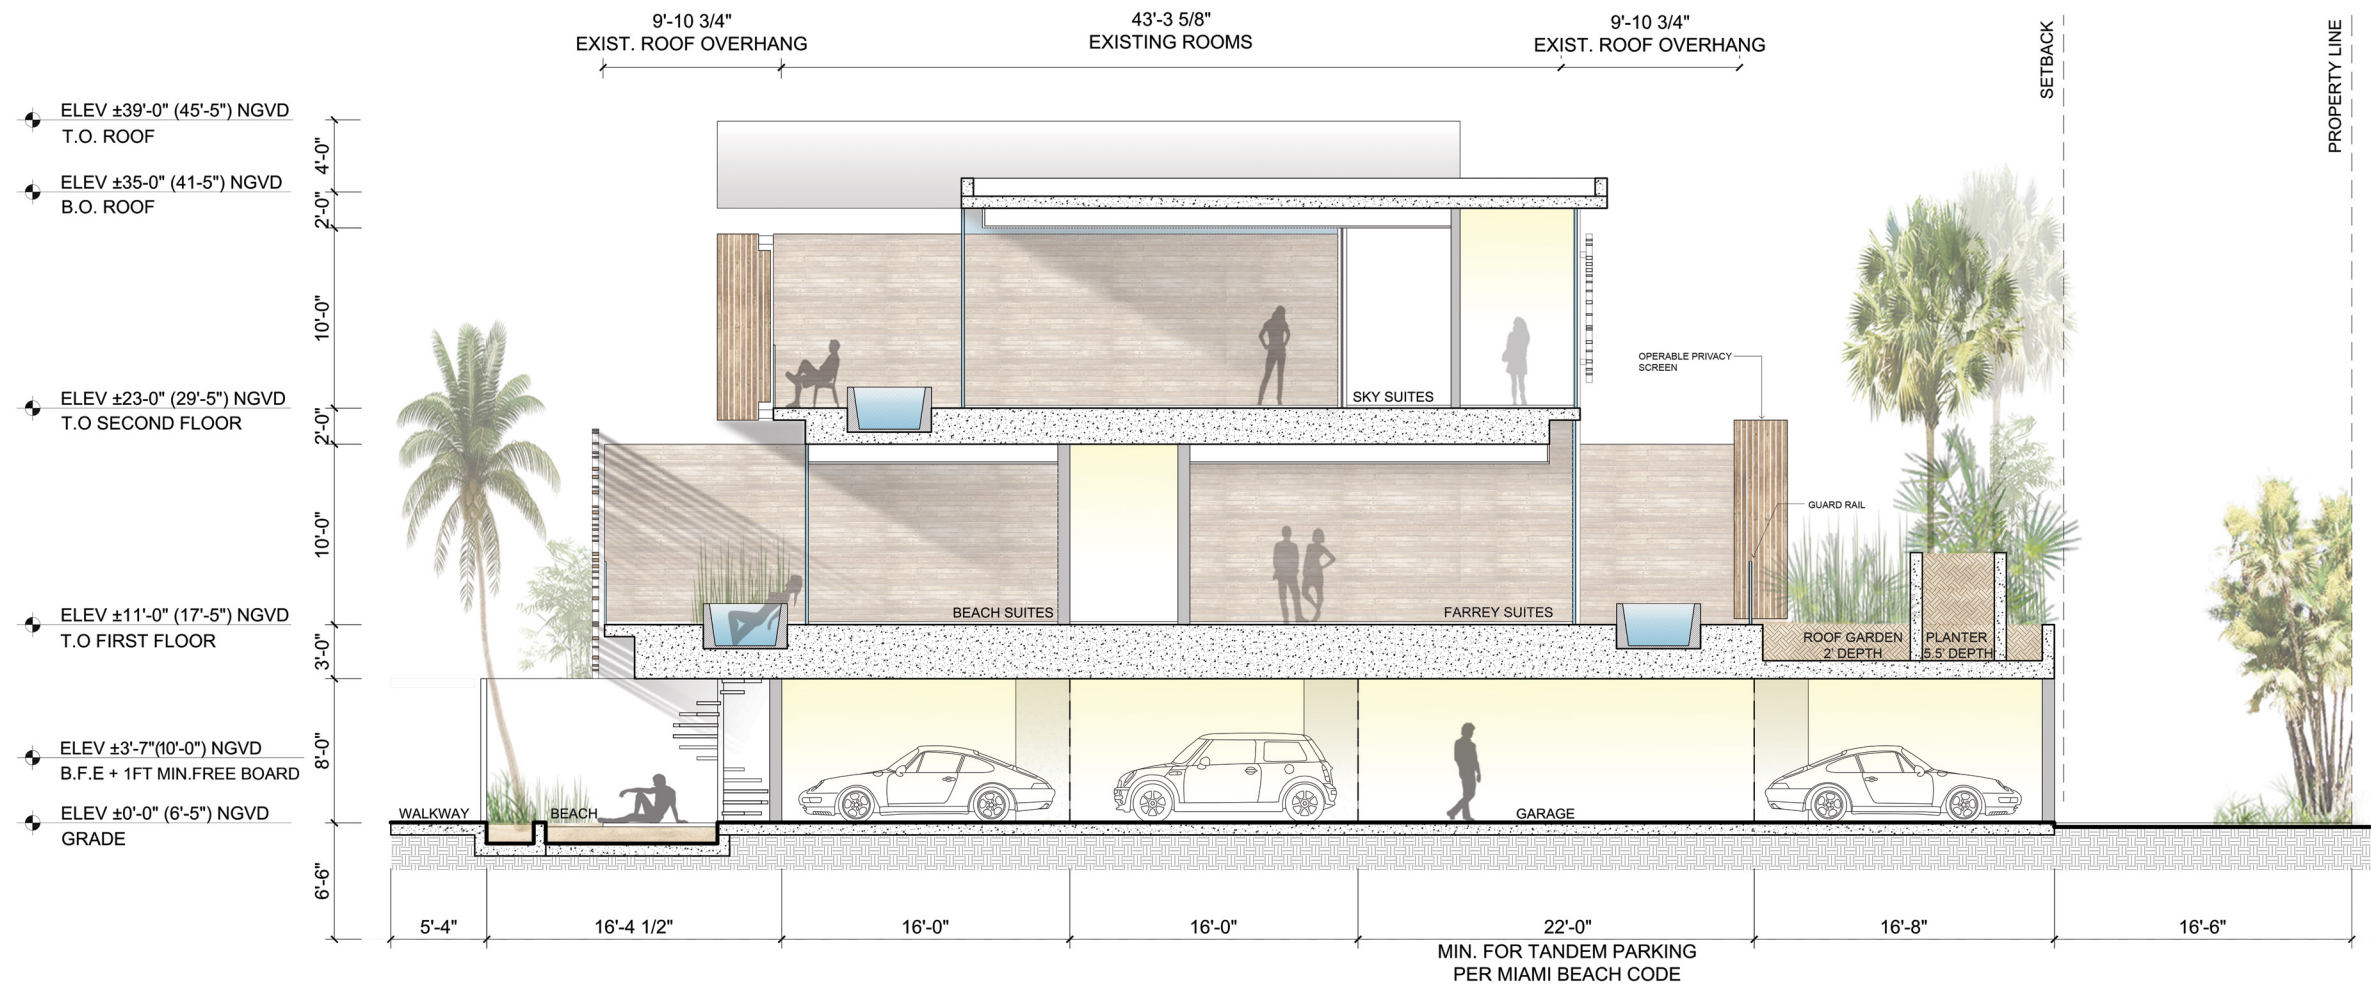 9'-10 3/4"
EXIST. ROOF OVERHANG
43'-3 5/8"
EXISTING ROOMS
9'-10 3/4"
EXIST. ROOF OVERHANG
SETBACK
PROPERTY LINE
ELEV ±39'-0" (45'-5") NGVD
T.O. ROOF
4'-0"
ELEV ±35-0" (41-5") NGVD
B.O. ROOF
2'-0"
10'-0"
OPERABLE PRIVACY
SCREEN
SKY SUITES
ELEV ±23-0" (29'-5") NGVD
T.O SECOND FLOOR
2'-0"
GUARD RAIL
10'-0"
BEACH SUITES
FARREY SUITES
ELEV ±11'-0" (17'-5") NGVD
T.O FIRST FLOOR
3'-0"
ROOF GARDEN
2' DEPTH
PLANTER
5.5' DEPTH
8'-0"
ELEV ±3'-7"(10'-0") NGVD
B.F.E + 1FT MIN.FREE BOARD
ELEV ±0'-0" (6'-5") NGVD
GRADE
WALKWAY
BEACH
GARAGE
6'-6"
5'-4"
16'-4 1/2"
16'-0"
16'-0"
22'-0"
MIN. FOR TANDEM PARKING
PER MIAMI BEACH CODE
16'-8"
16'-6"